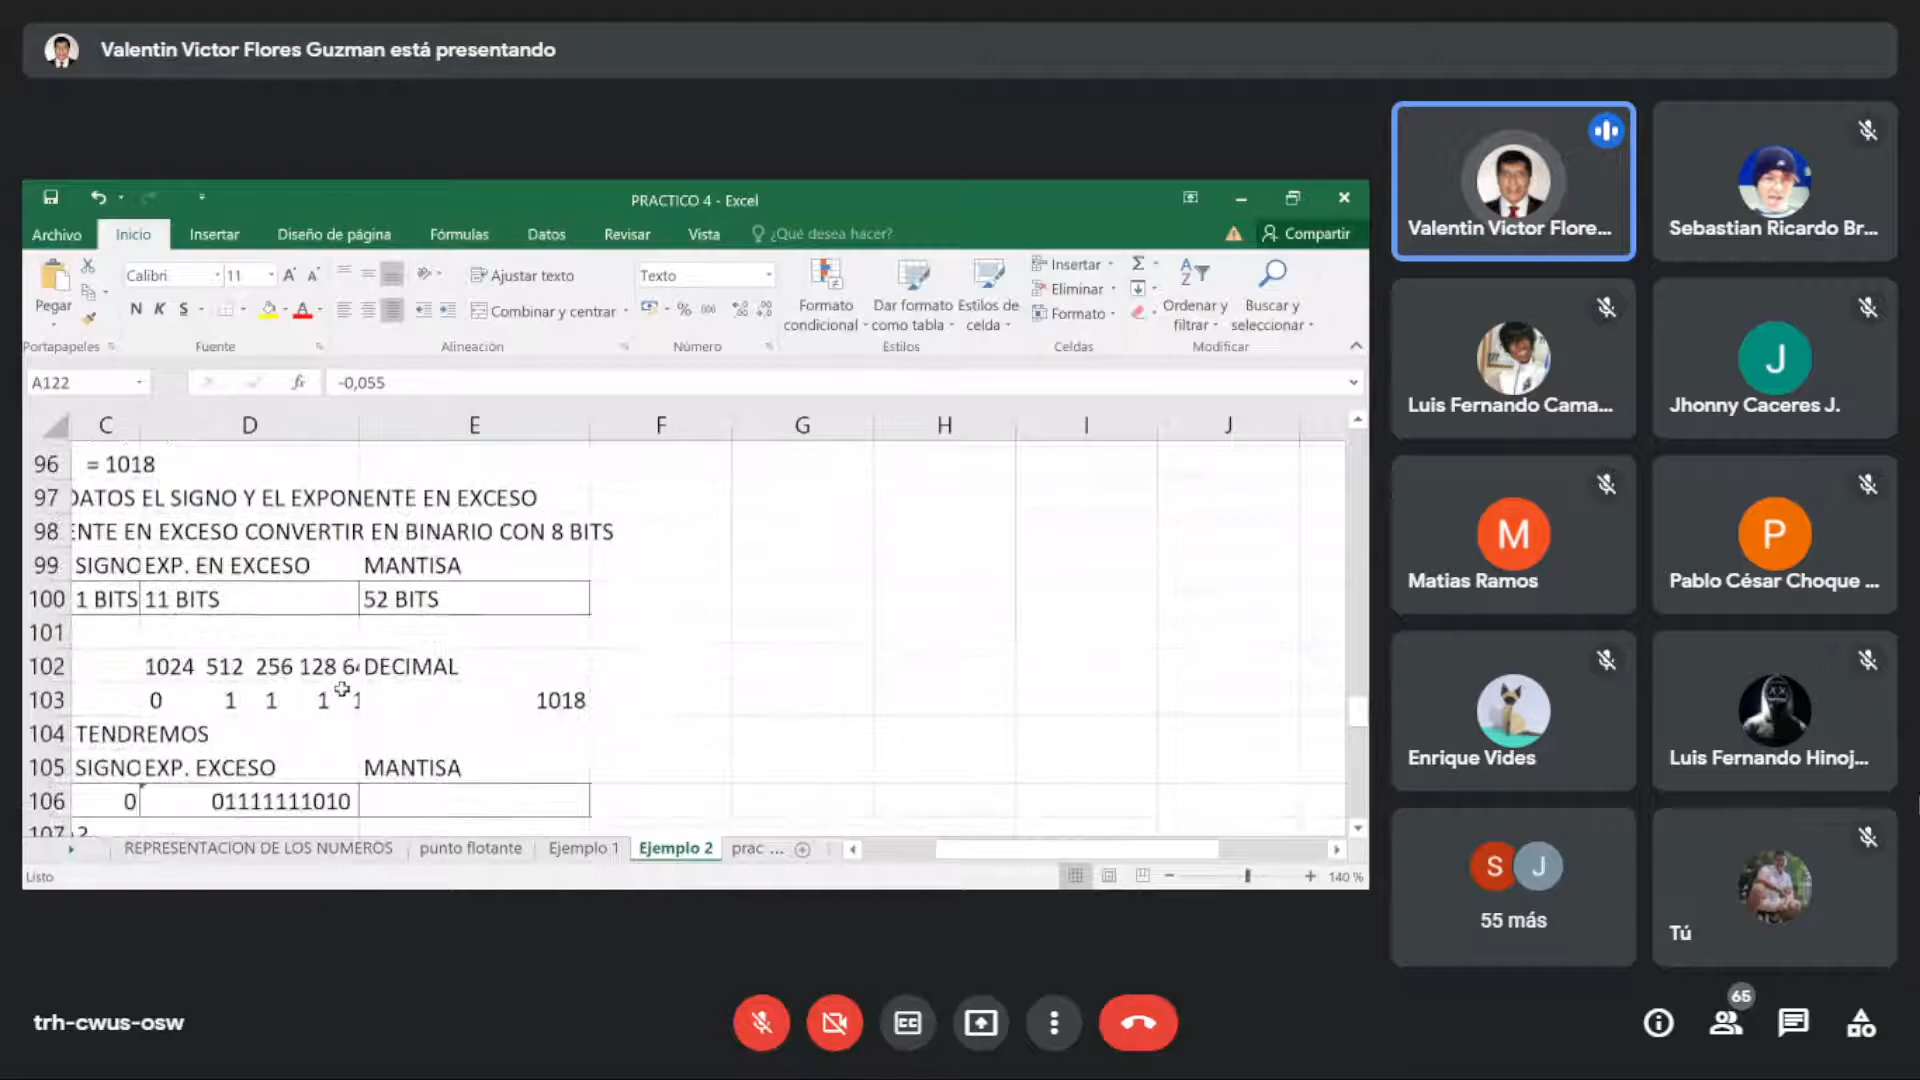 Valentin Victor Flores Guzman está presentando
PRACTICO 4 - Excel
Archivo Inicio Insertar Diseño de página Fórmulas Datos Revisar Vista ¿Qué desea hacer? Compartir
Calibri 11 Ajustar texto Texto Insertar
Pegar Formato condicional Dar formato como tabla Estilos de celda Eliminar Ordenar y filtrar Buscar y seleccionar
N K S Combinar y centrar % 000 Formato
Portapapeles Fuente Alineación Número Estilos Celdas Modificar
A122 fx -0,055
C D E F G H I J
96 = 1018
97 DATOS EL SIGNO Y EL EXPONENTE EN EXCESO
98 ENTE EN EXCESO CONVERTIR EN BINARIO CON 8 BITS
99 SIGNO EXP. EN EXCESO MANTISA
100 1 BITS 11 BITS 52 BITS
101
102 1024 512 256 128 64 DECIMAL
103 0 1 1 1 1 1018
104 TENDREMOS
105 SIGNO EXP. EXCESO MANTISA
106 0 01111111010
107 2
REPRESENTACION DE LOS NUMEROS punto flotante Ejemplo 1 Ejemplo 2 prac ...
Listo 140 %
Valentin Victor Flore...
Sebastian Ricardo Br...
Luis Fernando Cama...
J
Jhonny Caceres J.
M
Matias Ramos
P
Pablo César Choque ...
Enrique Vides
Luis Fernando Hinoj...
S J
55 más
Tú
trh-cwus-osw
CC
65